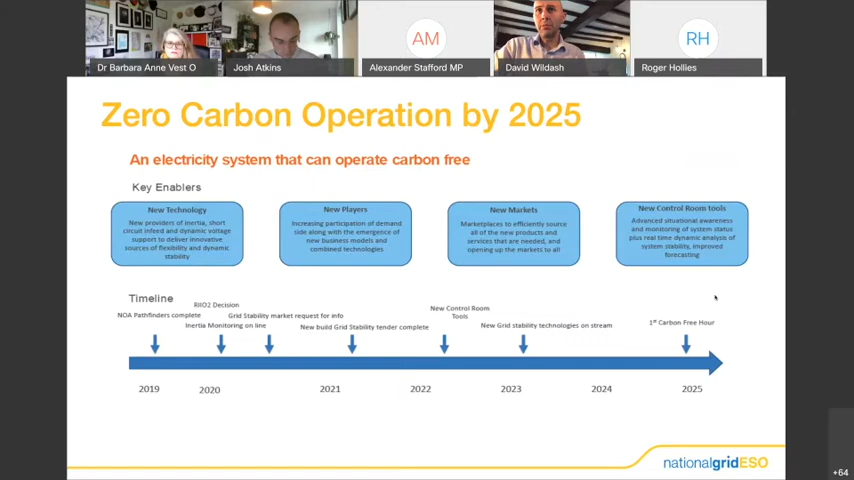 AM
RH
Dr Barbara Anne Vest O
Josh Atkins
Alexander Stafford MP
David Wildash
Roger Hollies
Zero Carbon Operation by 2025
An electricity system that can operate carbon free
Key Enablers
New Technology
New providers of inertia, short
circuit infeed and dynamic voltage
support to deliver innovative
sources of flexibility and dynamic
stability
New Players
Increasing participation of demand
side along with the emergence of
new business models and
combined technologies
New Markets
Marketplaces to efficiently source
all of the new products and
services that are needed, and
opening up the markets to all
New Control Room tools
Advanced situational awareness
and monitoring of system status
plus real time dynamic analysis of
system stability, improved
forecasting
Timeline
NOA Pathfinders complete
RIIO2 Decision
Inertia Monitoring on line
Grid Stability market request for info
New build Grid Stability tender complete
New Control Room
Tools
New Grid stability technologies on stream
1st Carbon Free Hour
2019
2020
2021
2022
2023
2024
2025
nationalgridESO
+64